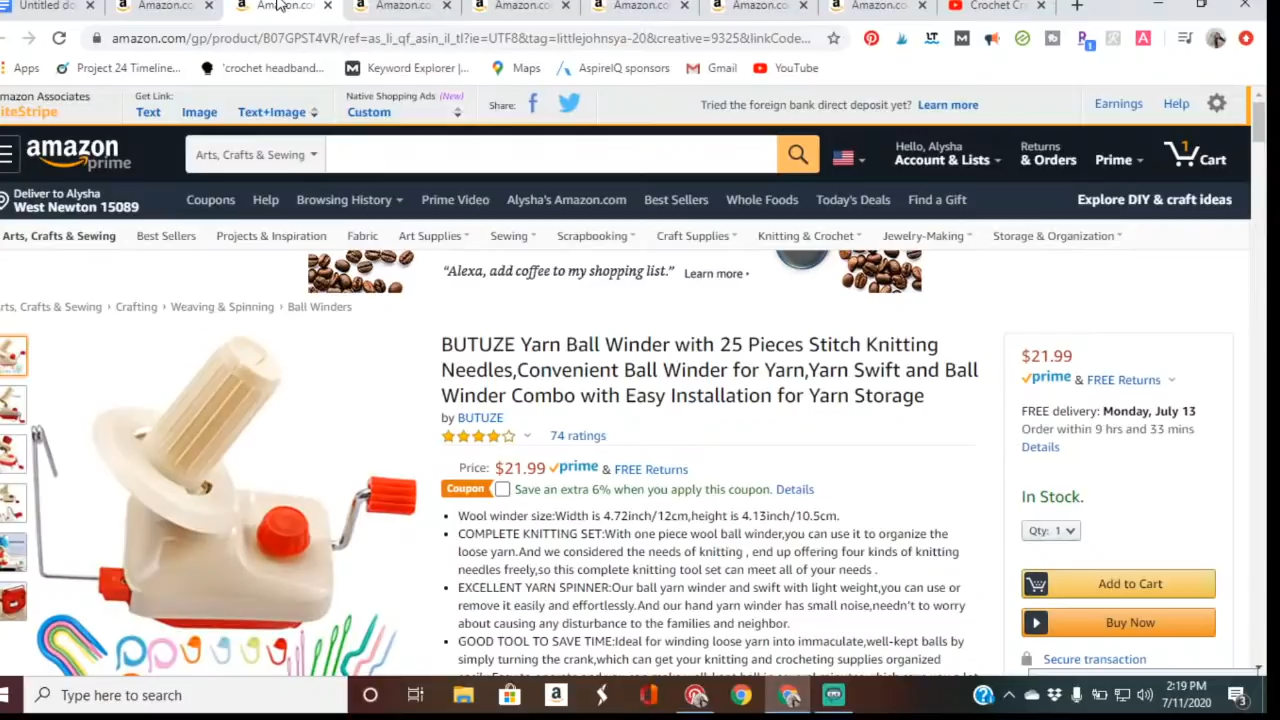 Untitled do
Amazon.co
Amazon.co
Amazon.co
Amazon.co
Amazon.co
Amazon.co
Amazon.co
Crochet Cr
amazon.com/gp/product/B07GPST4VR/ref=as_li_qf_asin_il_tl?ie=UTF8&tag=littlejohnsya-20&creative=9325&linkCode...
Apps
Project 24 Timeline...
'crochet headband...
Keyword Explorer |...
Maps
AspireIQ sponsors
Gmail
YouTube
mazon Associates
iteStripe
Get Link:
Text
Image
Text+Image
Native Shopping Ads (New)
Custom
Share:
Tried the foreign bank direct deposit yet? Learn more
Earnings
Help
amazon prime
Arts, Crafts & Sewing
Hello, Alysha
Account & Lists
Returns
& Orders
Prime
1
Cart
Deliver to Alysha
West Newton 15089
Coupons
Help
Browsing History
Prime Video
Alysha's Amazon.com
Best Sellers
Whole Foods
Today's Deals
Find a Gift
Explore DIY & craft ideas
Arts, Crafts & Sewing
Best Sellers
Projects & Inspiration
Fabric
Art Supplies
Sewing
Scrapbooking
Craft Supplies
Knitting & Crochet
Jewelry-Making
Storage & Organization
"Alexa, add coffee to my shopping list." Learn more ›
rts, Crafts & Sewing › Crafting › Weaving & Spinning › Ball Winders
BUTUZE Yarn Ball Winder with 25 Pieces Stitch Knitting
Needles,Convenient Ball Winder for Yarn,Yarn Swift and Ball
Winder Combo with Easy Installation for Yarn Storage
by BUTUZE
74 ratings
Price: $21.99 prime & FREE Returns
Coupon Save an extra 6% when you apply this coupon. Details
• Wool winder size:Width is 4.72inch/12cm,height is 4.13inch/10.5cm.
• COMPLETE KNITTING SET:With one piece wool ball winder,you can use it to organize the
loose yarn.And we considered the needs of knitting , end up offering four kinds of knitting
needles freely,so this complete knitting tool set can meet all of your needs .
• EXCELLENT YARN SPINNER:Our ball yarn winder and swift with light weight,you can use or
remove it easily and effortlessly.And our hand yarn winder has small noise,needn't to worry
about causing any disturbance to the families and neighbor.
• GOOD TOOL TO SAVE TIME:Ideal for winding loose yarn into immaculate,well-kept balls by
simply turning the crank,which can get your knitting and crocheting supplies organized
$21.99
prime & FREE Returns
FREE delivery: Monday, July 13
Order within 9 hrs and 33 mins
Details
In Stock.
Qty: 1
Add to Cart
Buy Now
Secure transaction
Type here to search
2:19 PM
7/11/2020
3